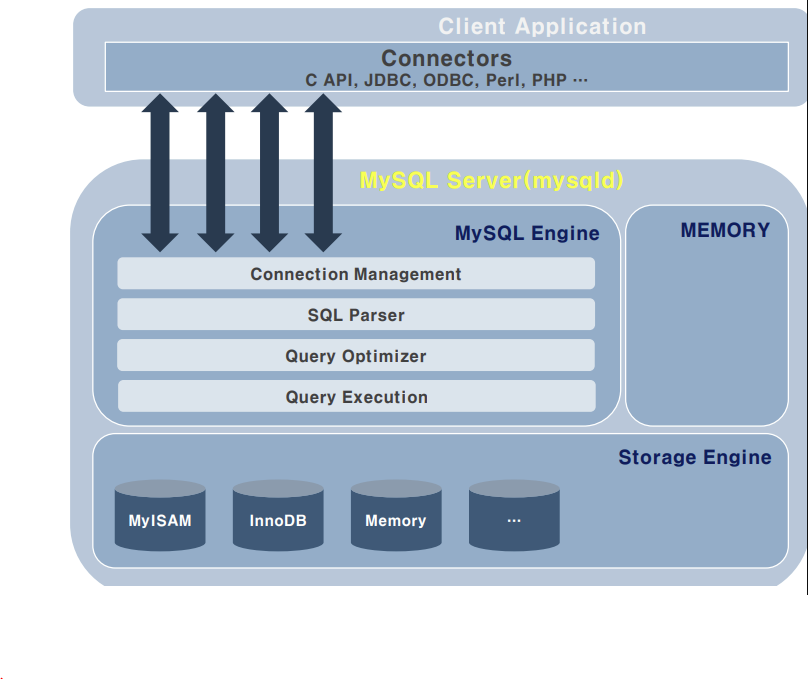 Client Application
Connectors
C API, JDBC, ODBC, Perl, PHP ···
MySQL Server(mysqld)
MySQL Engine
MEMORY
Connection Management
SQL Parser
Query Optimizer
Query Execution
Storage Engine
MyISAM
InnoDB
Memory
···